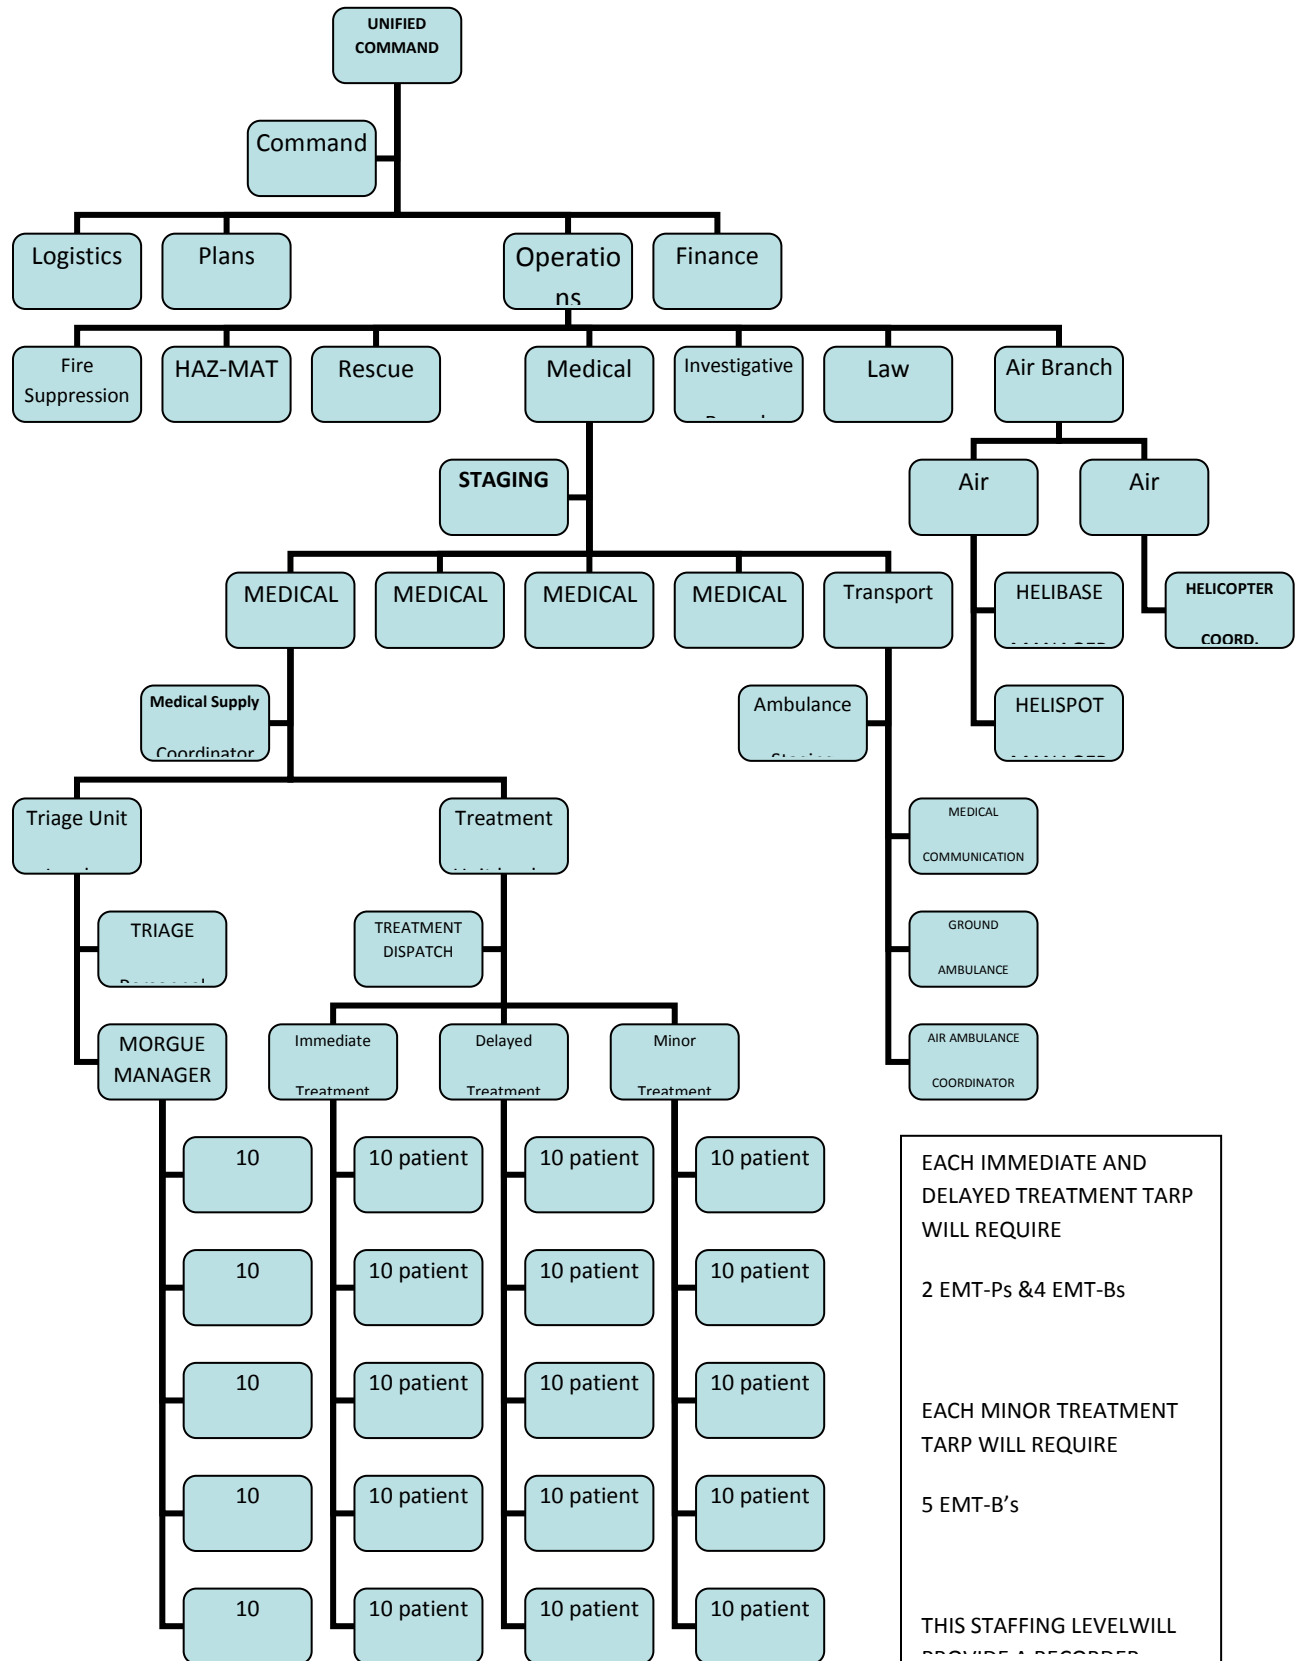 UNIFIED
COMMAND
Command
Logistics
Plans
Operatio
ns
Finance
Fire
Suppression
HAZ-MAT
Rescue
Medical
Investigative
Law
Air Branch
STAGING
Air
Air
MEDICAL
MEDICAL
MEDICAL
MEDICAL
Transport
HELIBASE
HELICOPTER
COORD.
Medical Supply
Coordinator
Ambulance
HELISPOT
Triage Unit
Treatment
MEDICAL
COMMUNICATION
TRIAGE
TREATMENT
DISPATCH
GROUND
AMBULANCE
MORGUE
MANAGER
Immediate
Treatment
Delayed
Treatment
Minor
Treatment
AIR AMBULANCE
COORDINATOR
10
10 patient
10 patient
10 patient
10
10 patient
10 patient
10 patient
10
10 patient
10 patient
10 patient
10
10 patient
10 patient
10 patient
10
10 patient
10 patient
10 patient
EACH IMMEDIATE AND
DELAYED TREATMENT TARP
WILL REQUIRE
2 EMT-Ps &4 EMT-Bs
EACH MINOR TREATMENT
TARP WILL REQUIRE
5 EMT-B’s
THIS STAFFING LEVELWILL
PROVIDE A RECORDER